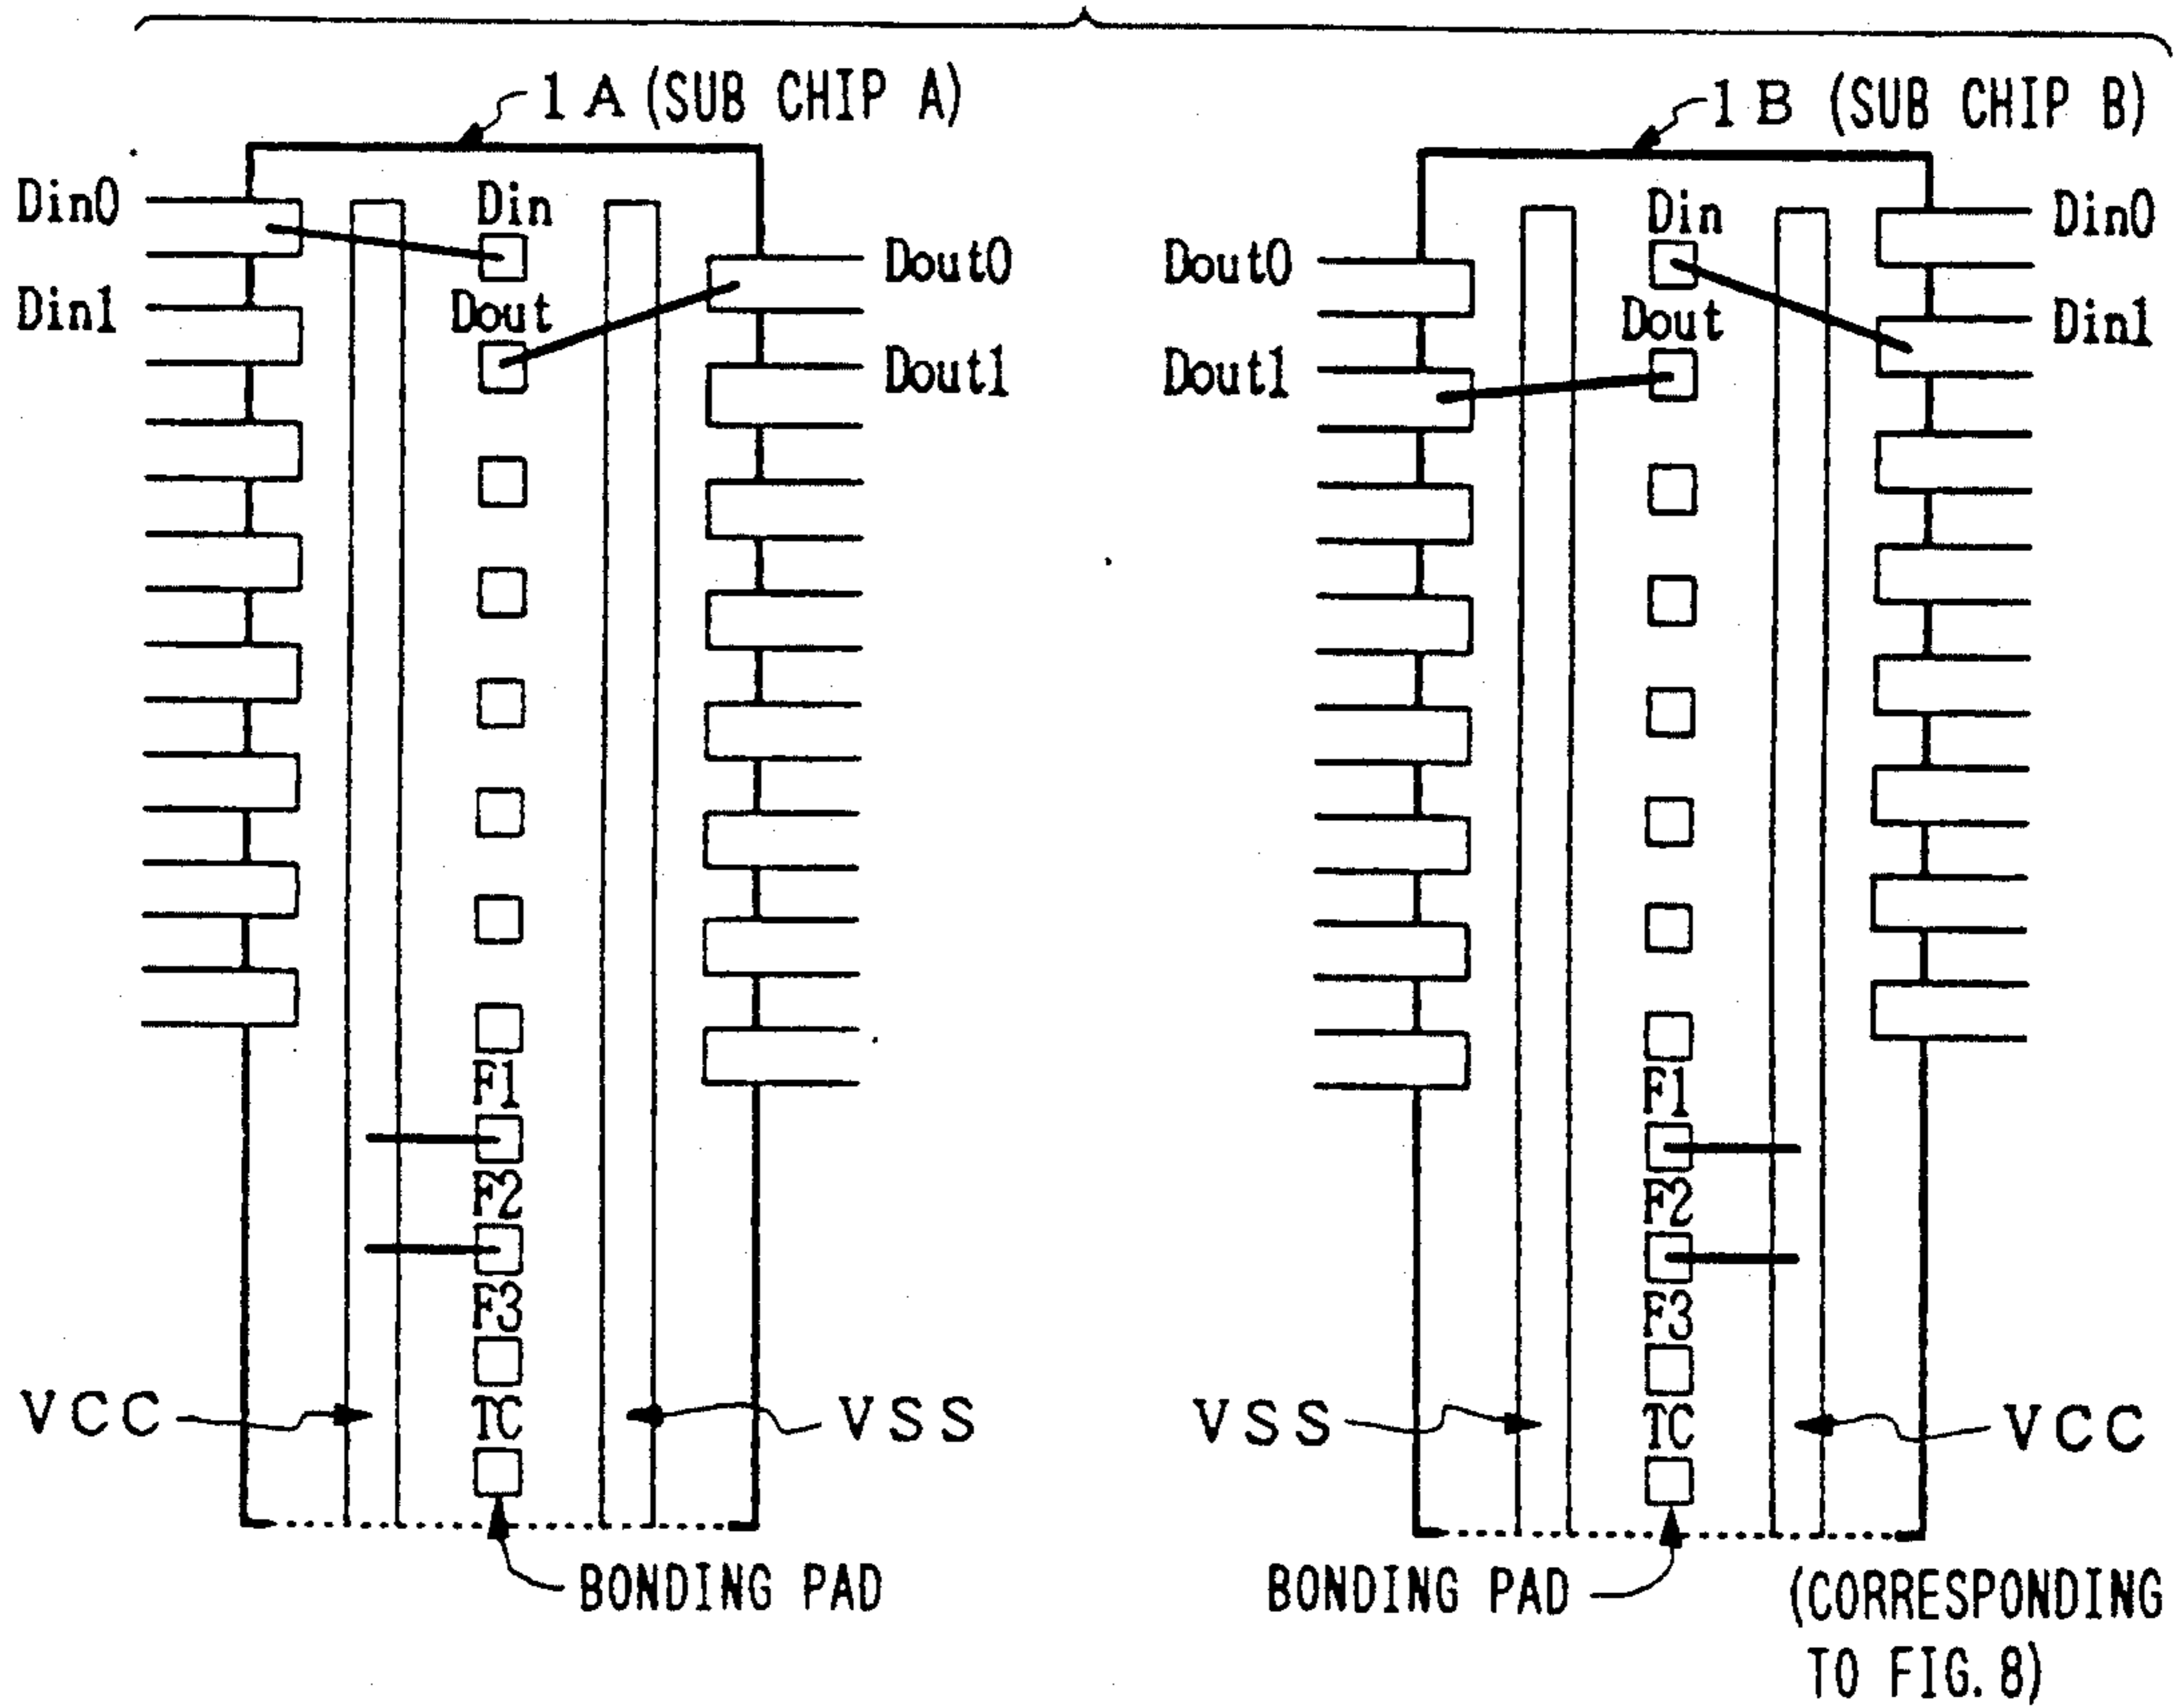 1A (SUB CHIP A)
Din0
Din1
Din
Dout
Dout0
Dout1
F1
F2
F3
TC
VCC
VSS
BONDING PAD
1B (SUB CHIP B)
Dout0
Dout1
Din
Dout
Din0
Din1
F1
F2
F3
TC
VSS
VCC
BONDING PAD
(CORRESPONDING
TO FIG. 8)